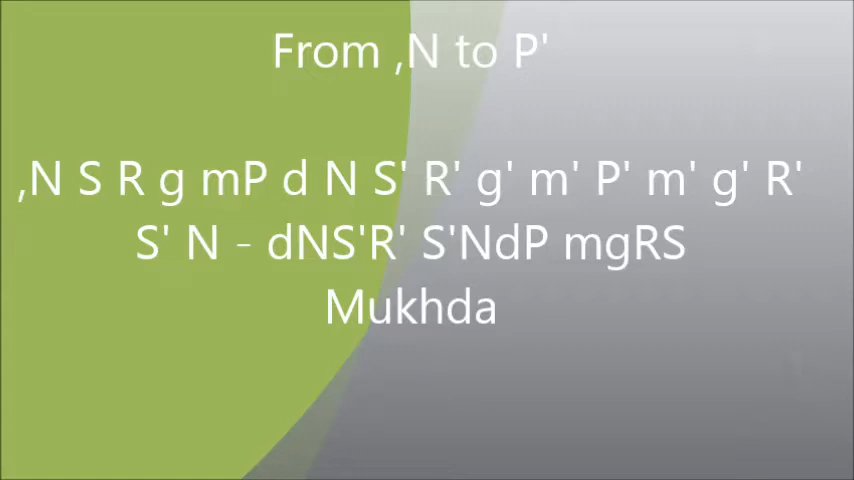 From ,N to P'
,N S R g mP d N S' R' g' m' P' m' g' R'
S' N - dNS'R' S'NdP mgRS
Mukhda